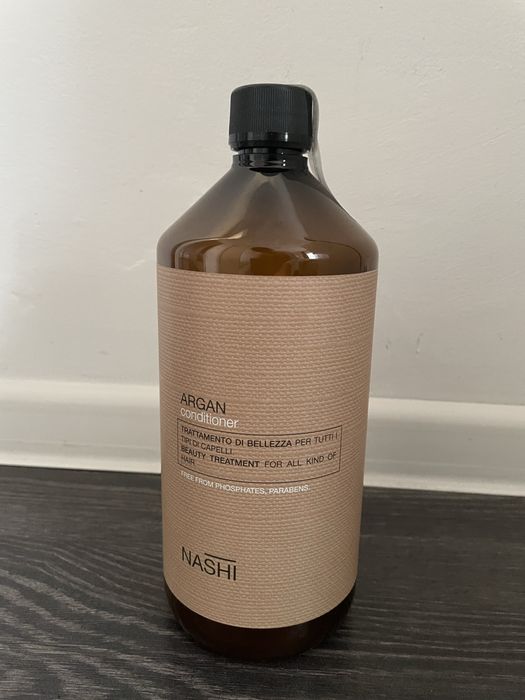 ARGAN
conditioner
TRATTAMENTO DI BELLEZZA PER TUTTI I
TIPI DI CAPELLI.
BEAUTY TREATMENT FOR ALL KIND OF
HAIR
FREE FROM PHOSPHATES, PARABENS.
NASHI